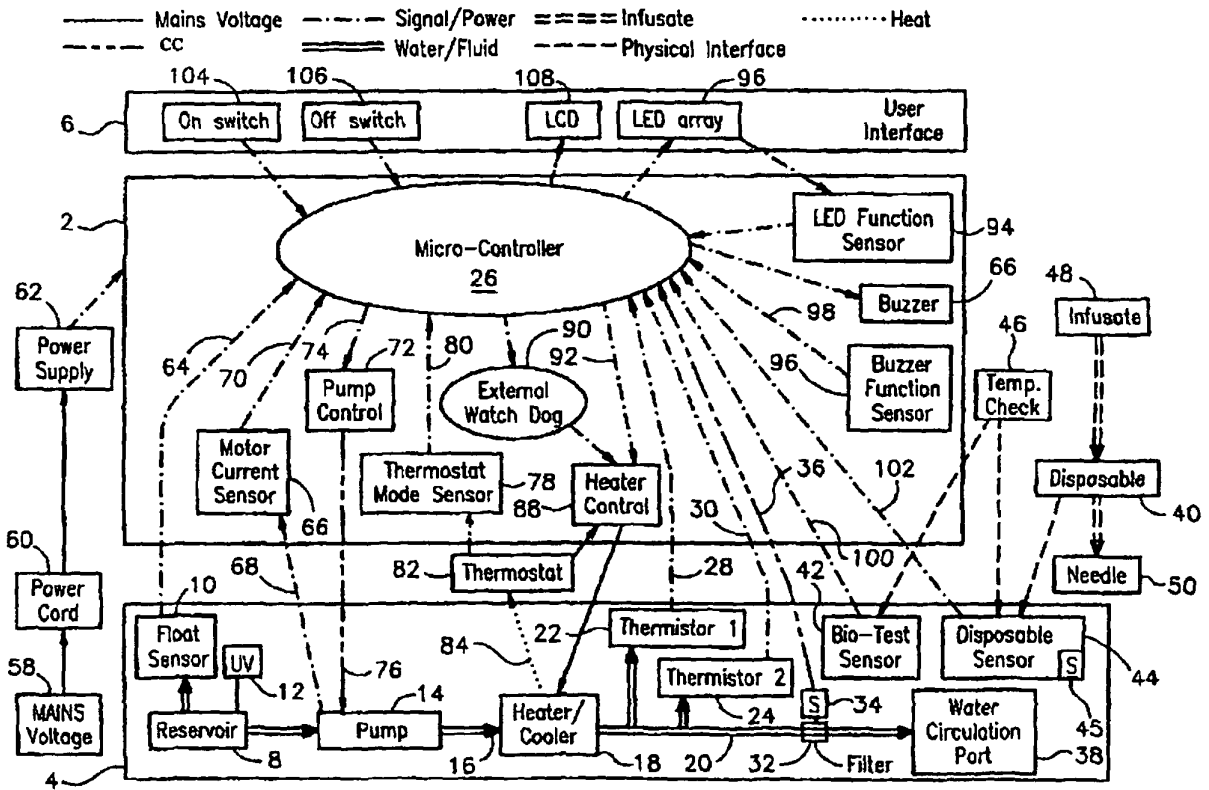 Mains Voltage
Signal/Power
Infusate
Heat
CC
Water/Fluid
Physical Interface
104
106
108
96
6
On switch
Off switch
LCD
LED array
User
Interface
2
Micro-Controller
26
LED Function
Sensor
94
62
Power
Supply
Buzzer
66
48
Infusate
64
70
74
72
80
90
92
98
96
46
Pump
Control
External
Watch Dog
Buzzer
Function
Sensor
Temp.
Check
Motor
Current
Sensor
66
Thermostat
Mode Sensor
78
88
Heater
Control
30
36
102
Disposable
40
60
Power
Cord
10
68
82
Thermostat
28
42
100
Needle
50
58
MAINS
Voltage
Float
Sensor
UV
12
76
14
84
22
Thermistor 1
Thermistor 2
24
Bio-Test
Sensor
Disposable
Sensor
S
44
45
S
34
Reservoir
8
Pump
16
Heater/
Cooler
18
20
32
Filter
Water
Circulation
Port
38
4